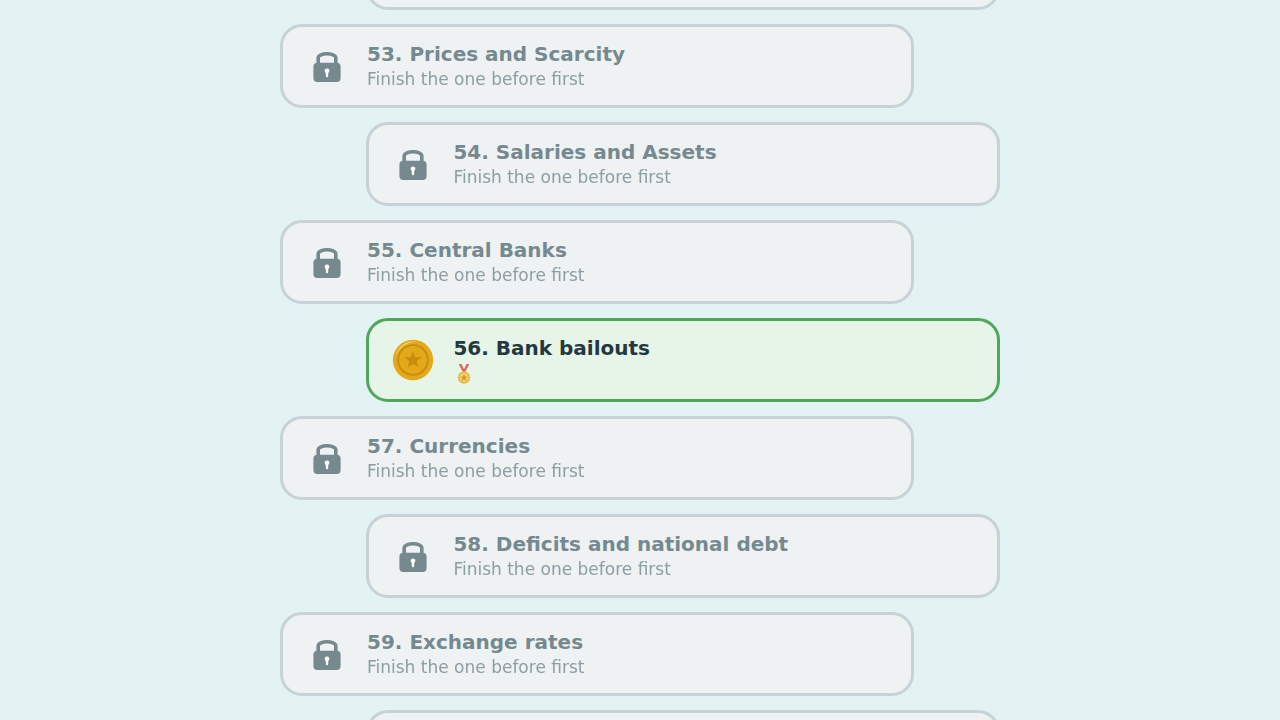 53. Prices and Scarcity
Finish the one before first
54. Salaries and Assets
Finish the one before first
55. Central Banks
Finish the one before first
56. Bank bailouts
57. Currencies
Finish the one before first
58. Deficits and national debt
Finish the one before first
59. Exchange rates
Finish the one before first